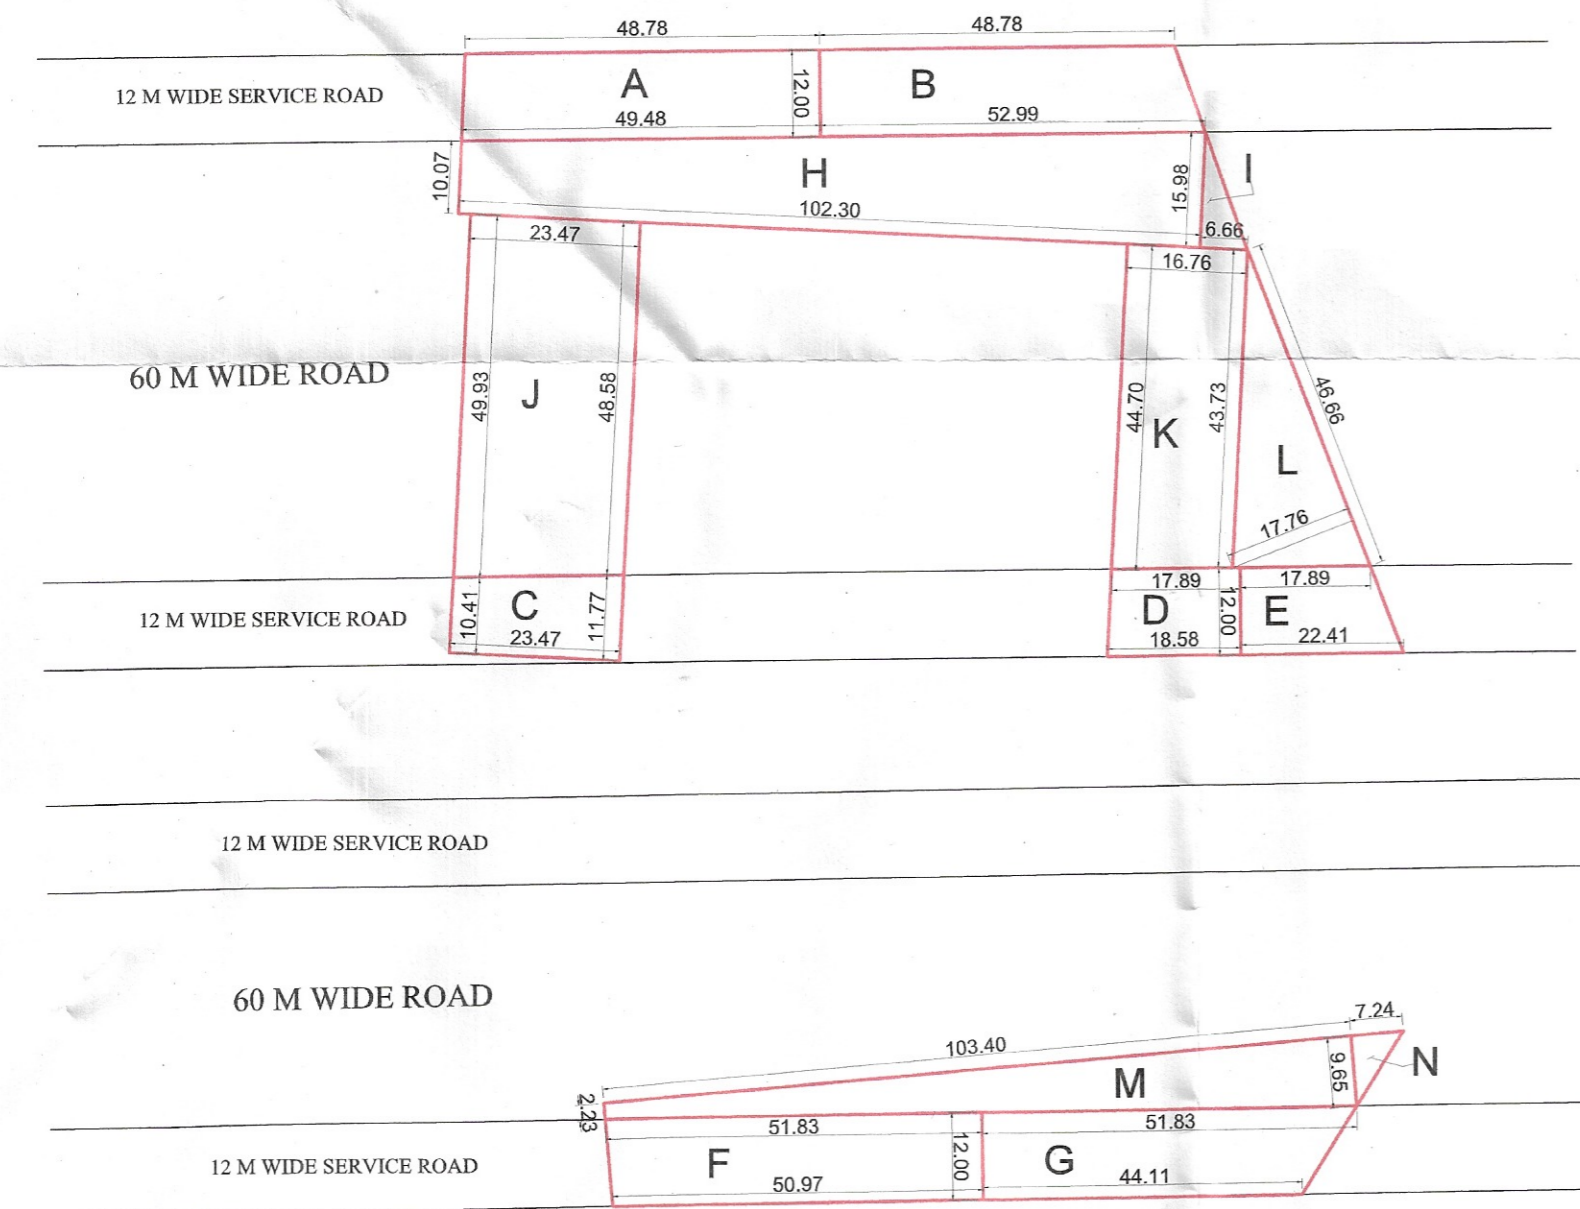 48.78
48.78
12 M WIDE SERVICE ROAD
A
12.00
B
49.48
52.99
10.07
H
15.98
I
102.30
23.47
6.66
16.76
60 M WIDE ROAD
49.93
J
48.58
44.70
K
43.73
46.66
L
17.76
12 M WIDE SERVICE ROAD
10.41
C
11.77
23.47
17.89
17.89
D
12.00
E
18.58
22.41
12 M WIDE SERVICE ROAD
60 M WIDE ROAD
7.24
103.40
M
9.65
N
2.23
51.83
51.83
12 M WIDE SERVICE ROAD
F
12.00
G
50.97
44.11